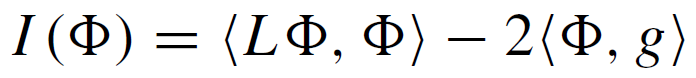 I(Φ) = ⟨LΦ, Φ⟩ − 2⟨Φ, g⟩